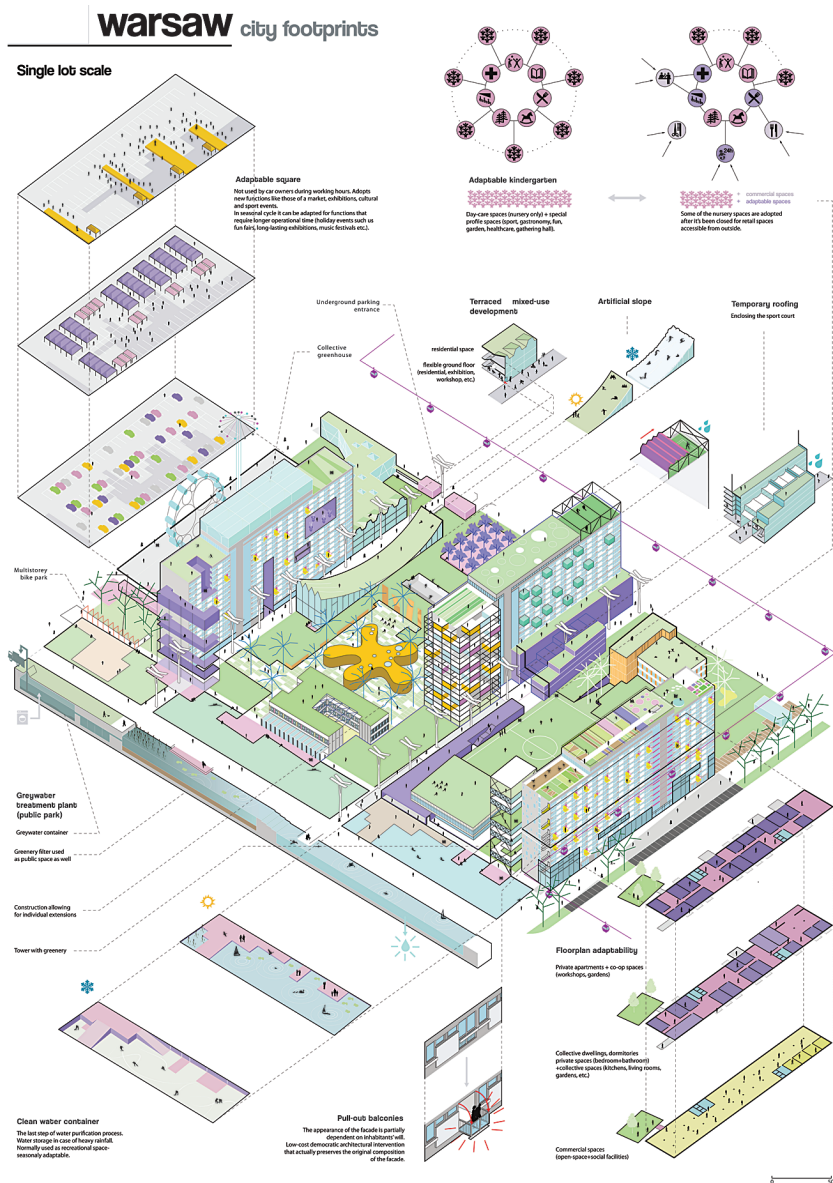 warsaw city footprints
Single lot scale
Adaptable square
Not used by car owners during working hours. Adopts
new functions like those of a market, exhibitions, cultural
and sport events.
In seasonal cycle it can be adapted for functions that
require longer operational time (holiday events such us
fun fairs, long-lasting exhibitions, music festivals etc.).
Adaptable kindergarten
Day-care spaces (nursery only) + special
profile spaces (sport, gastronomy, fun,
garden, healthcare, gathering hall).
24h
+ commercial spaces
+ adaptable spaces
Some of the nursery spaces are adopted
after it's been closed for retail spaces
accessible from outside.
Underground parking
entrance
Collective
greenhouse
Terraced mixed-use
development
residential space
flexible ground floor
(residential, exhibition,
workshop, etc.)
Artificial slope
Temporary roofing
Enclosing the sport court
Multistorey
bike park
Greywater
treatment plant
(public park)
Greywater container
Greenery filter used
as public space as well
Construction allowing
for individual extensions
Tower with greenery
Floorplan adaptability
Private apartments + co-op spaces
(workshops, gardens)
Collective dwellings, dormitories
private spaces (bedroom+bathroom)
+collective spaces (kitchens, living rooms,
gardens, etc.)
Commercial spaces
(open-space+social facilities)
Clean water container
The last step of water purification process.
Water storage in case of heavy rainfall.
Normally used as recreational space-
seasonaly adaptable.
Pull-out balconies
The appearance of the facade is partially
dependent on inhabitants' will.
Low-cost democratic architectural intervention
that actually preserves the original composition
of the facade.